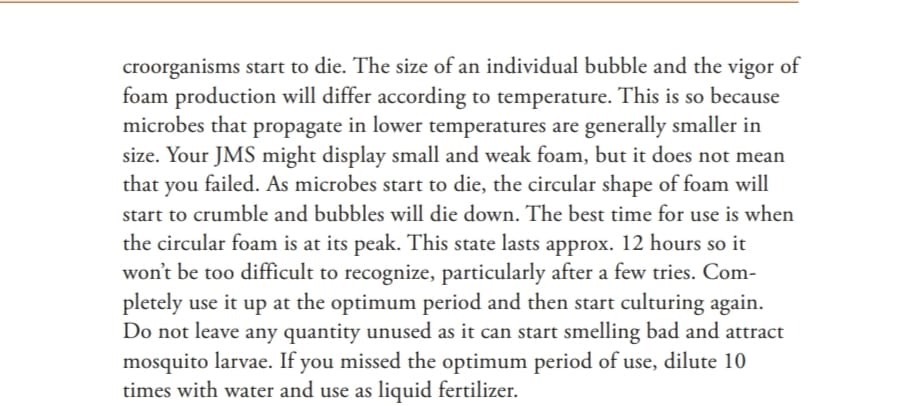 croorganisms start to die. The size of an individual bubble and the vigor of
foam production will differ according to temperature. This is so because
microbes that propagate in lower temperatures are generally smaller in
size. Your JMS might display small and weak foam, but it does not mean
that you failed. As microbes start to die, the circular shape of foam will
start to crumble and bubbles will die down. The best time for use is when
the circular foam is at its peak. This state lasts approx. 12 hours so it
won’t be too difficult to recognize, particularly after a few tries. Com-
pletely use it up at the optimum period and then start culturing again.
Do not leave any quantity unused as it can start smelling bad and attract
mosquito larvae. If you missed the optimum period of use, dilute 10
times with water and use as liquid fertilizer.